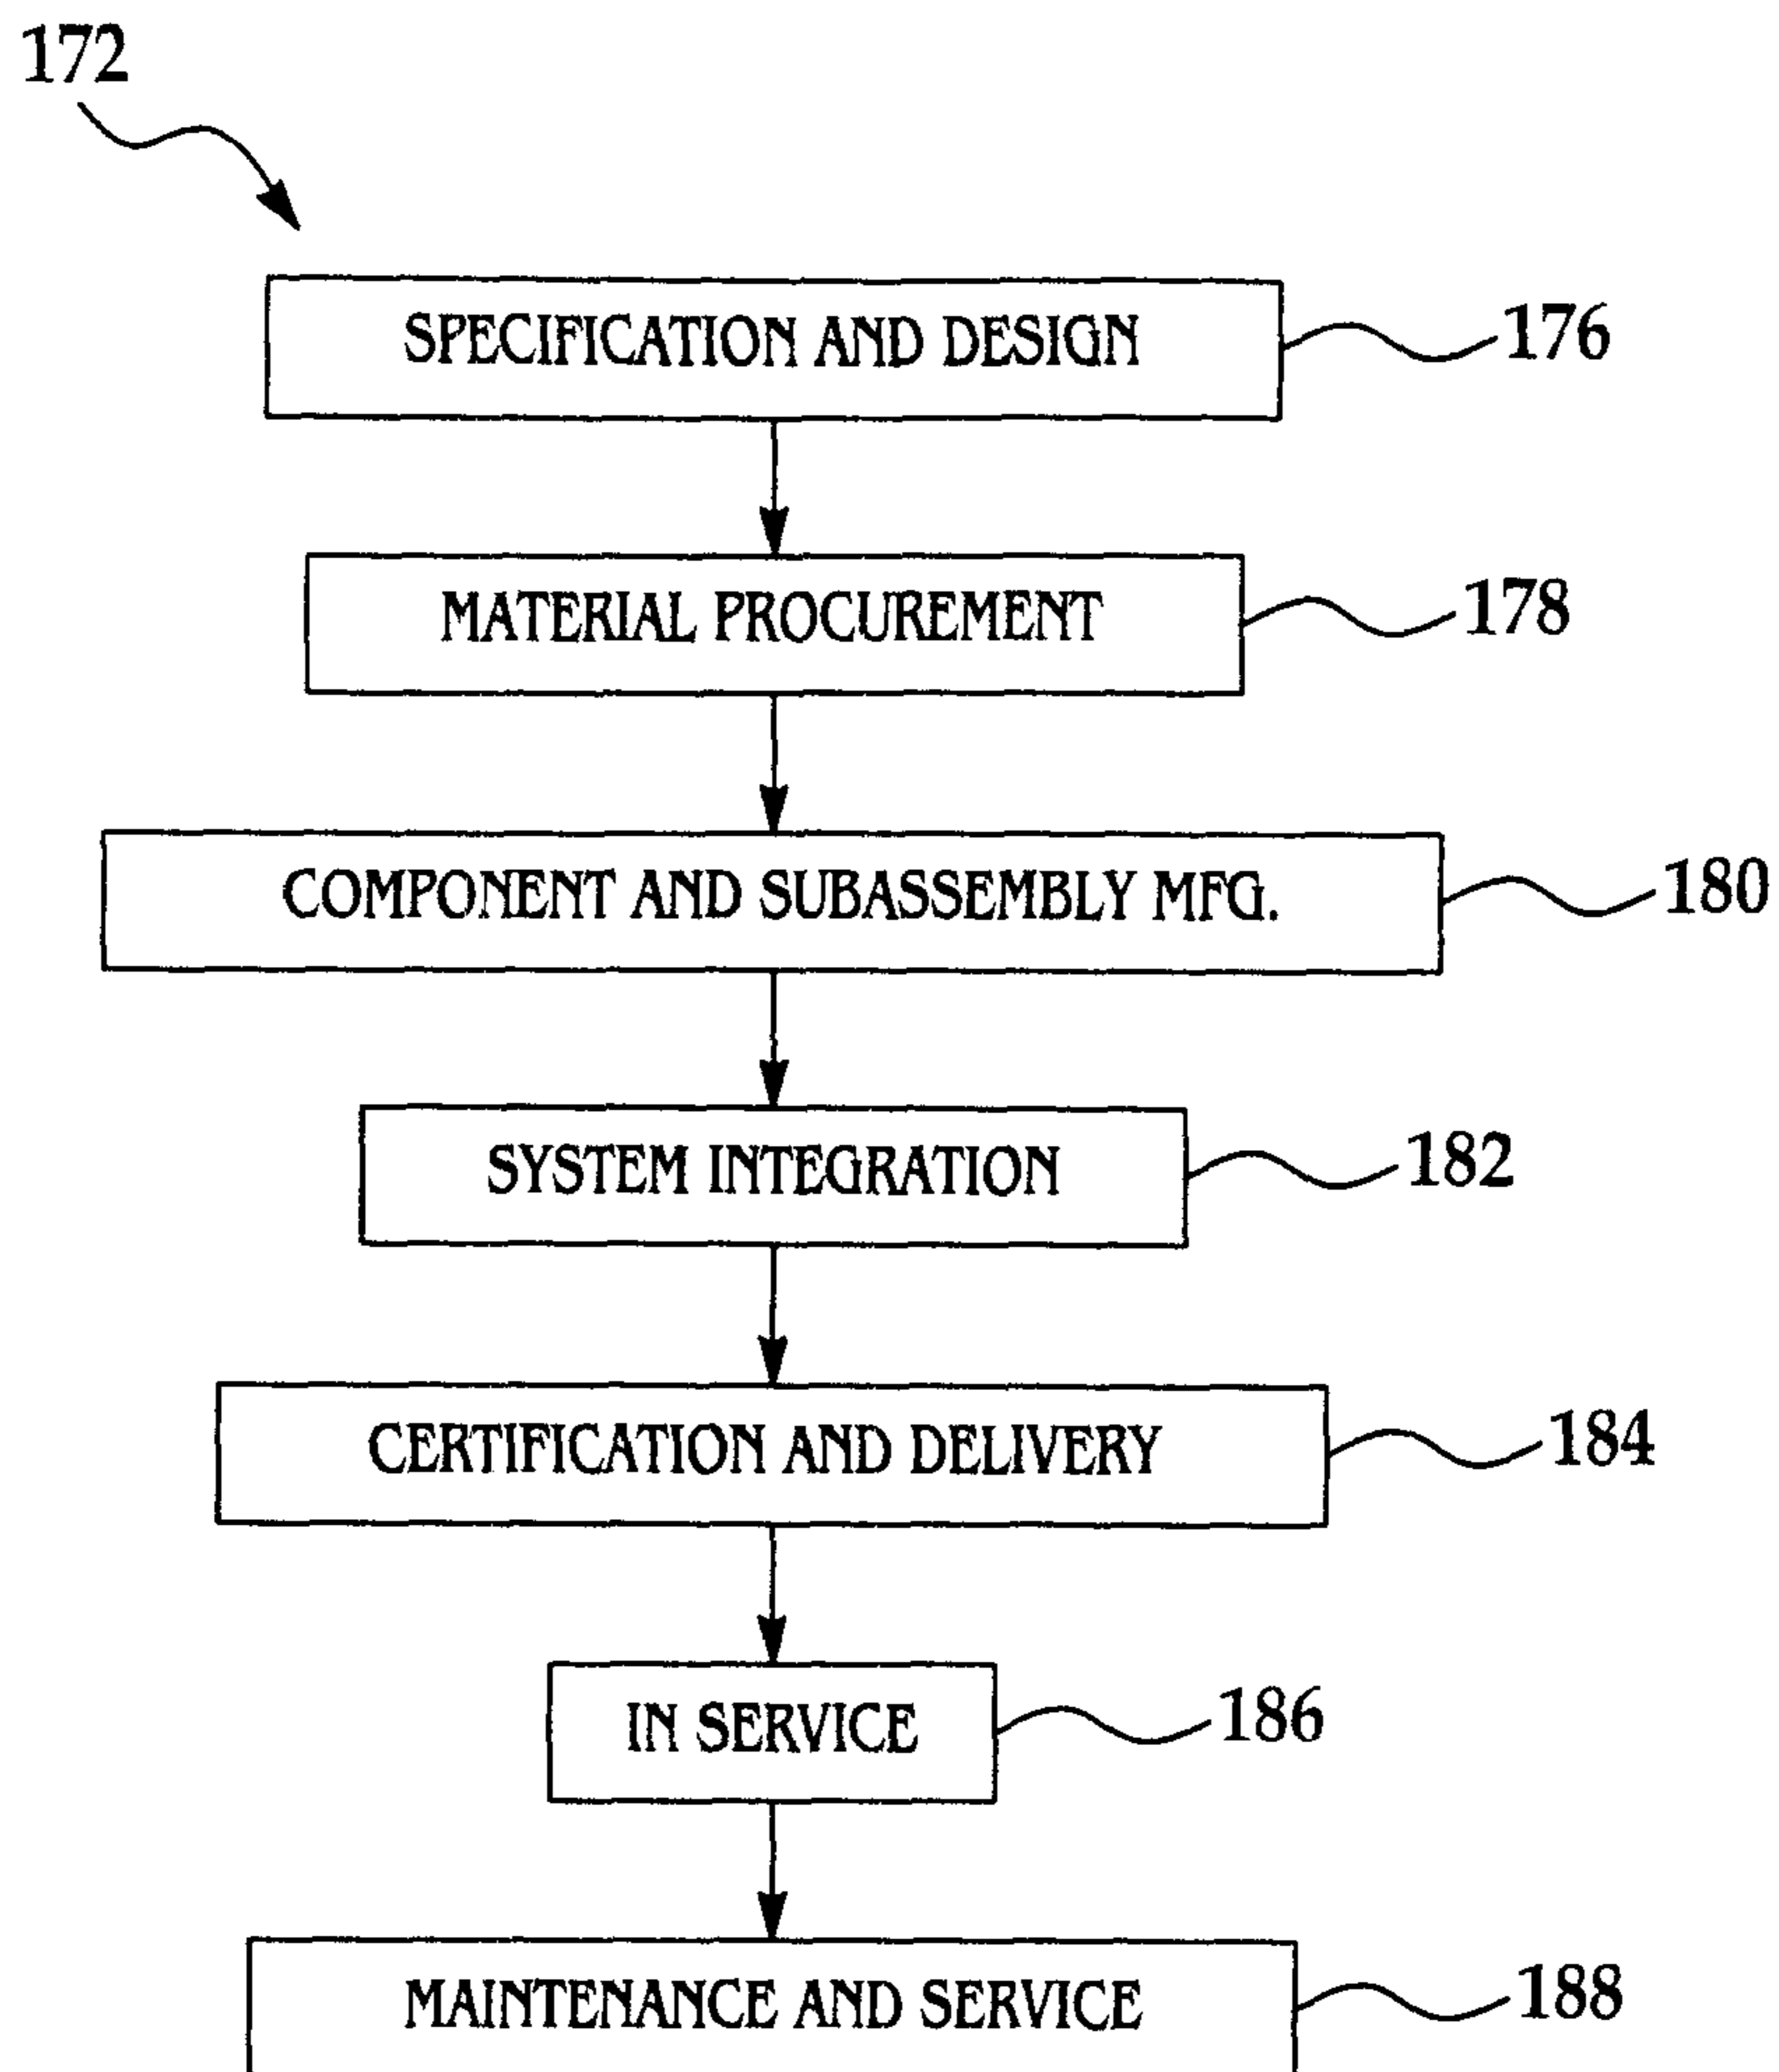 172
SPECIFICATION AND DESIGN 176
MATERIAL PROCUREMENT 178
COMPONENT AND SUBASSEMBLY MFG. 180
SYSTEM INTEGRATION 182
CERTIFICATION AND DELIVERY 184
IN SERVICE 186
MAINTENANCE AND SERVICE 188